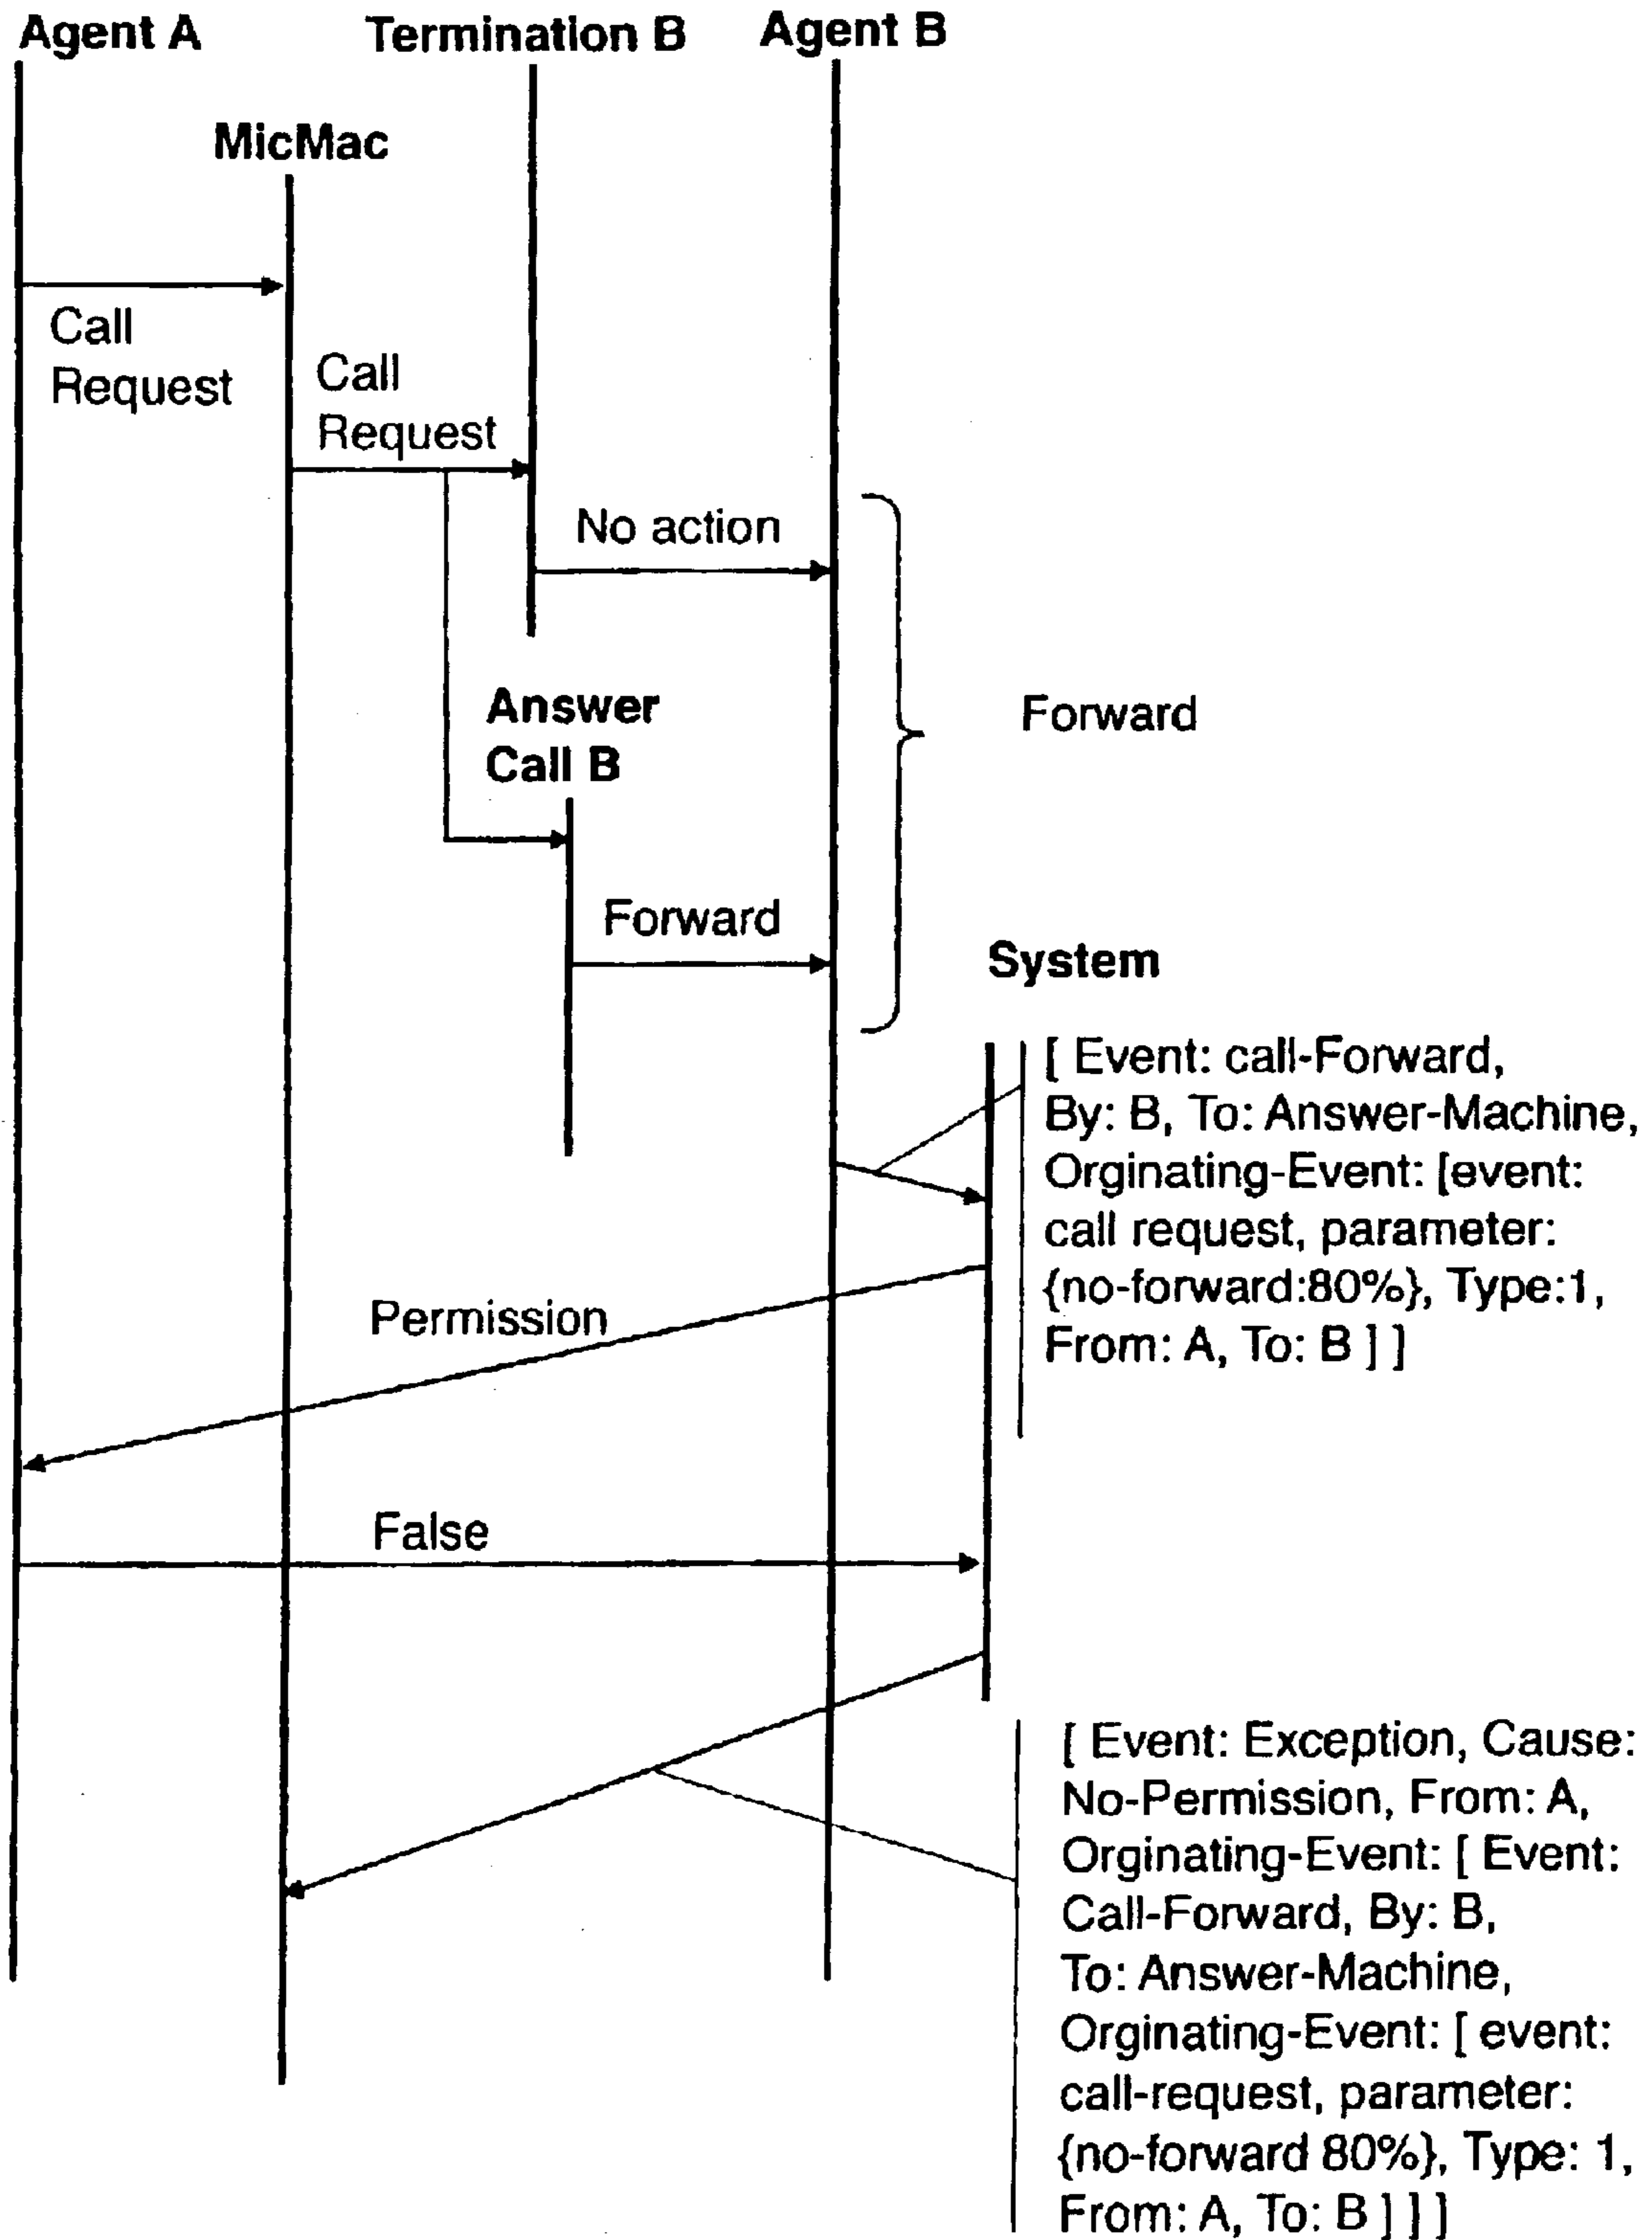 Agent A
Termination B
Agent B
MicMac
Call
Request
Call
Request
No action
Answer
Call B
Forward
Forward
System
[ Event: call-Forward,
By: B, To: Answer-Machine,
Orginating-Event: [event:
call request, parameter:
{no-forward:80%}, Type:1,
From: A, To: B ] ]
Permission
False
[ Event: Exception, Cause:
No-Permission, From: A,
Orginating-Event: [ Event:
Call-Forward, By: B,
To: Answer-Machine,
Orginating-Event: [ event:
call-request, parameter:
{no-forward 80%}, Type: 1,
From: A, To: B ] ] ]